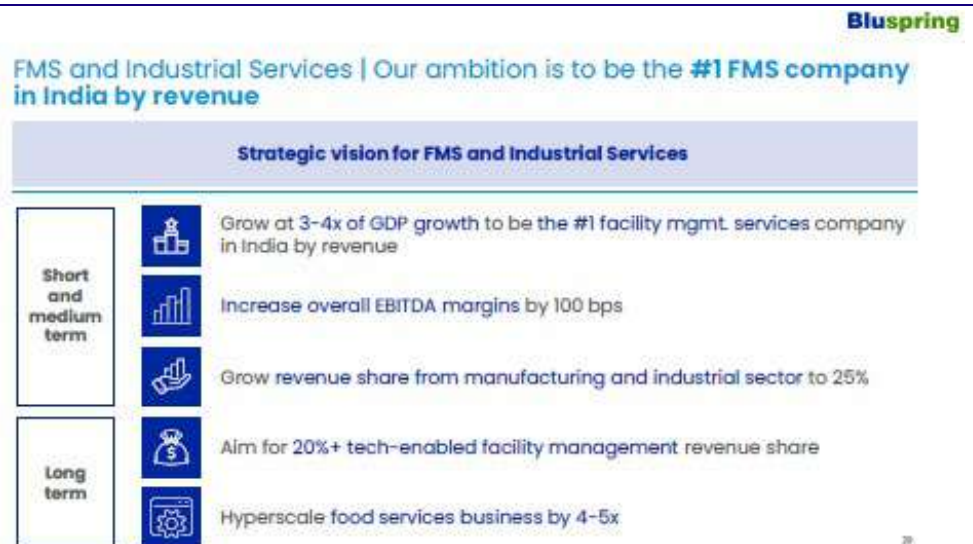 Bluspring
FMS and Industrial Services | Our ambition is to be the #1 FMS company
in India by revenue
Strategic vision for FMS and Industrial Services
Short
and
medium
term
Grow at 3-4x of GDP growth to be the #1 facility mgmt. services company
in India by revenue
Increase overall EBITDA margins by 100 bps
Grow revenue share from manufacturing and industrial sector to 25%
Long
term
Aim for 20%+ tech-enabled facility management revenue share
Hyperscale food services business by 4-5x